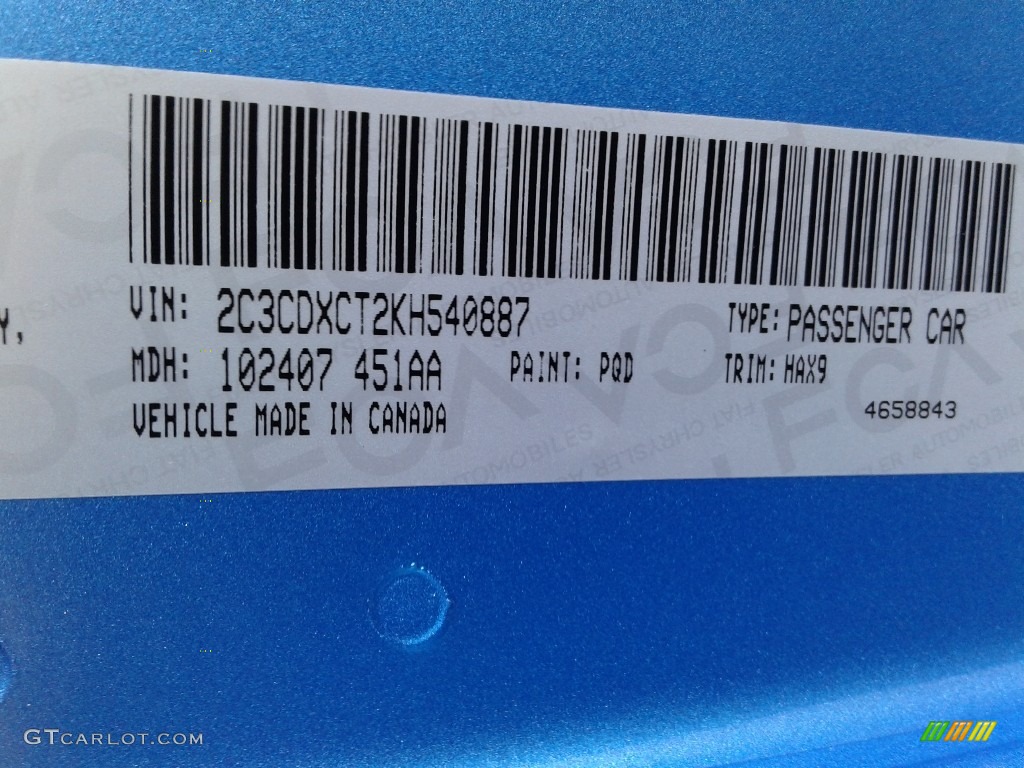 Y,
VIN: 2C3CDXCT2KH540887
TYPE: PASSENGER CAR
MDH: 102407 451AA
PAINT: PQD
TRIM: HAX9
VEHICLE MADE IN CANADA
4658843
GTCARLOT.COM